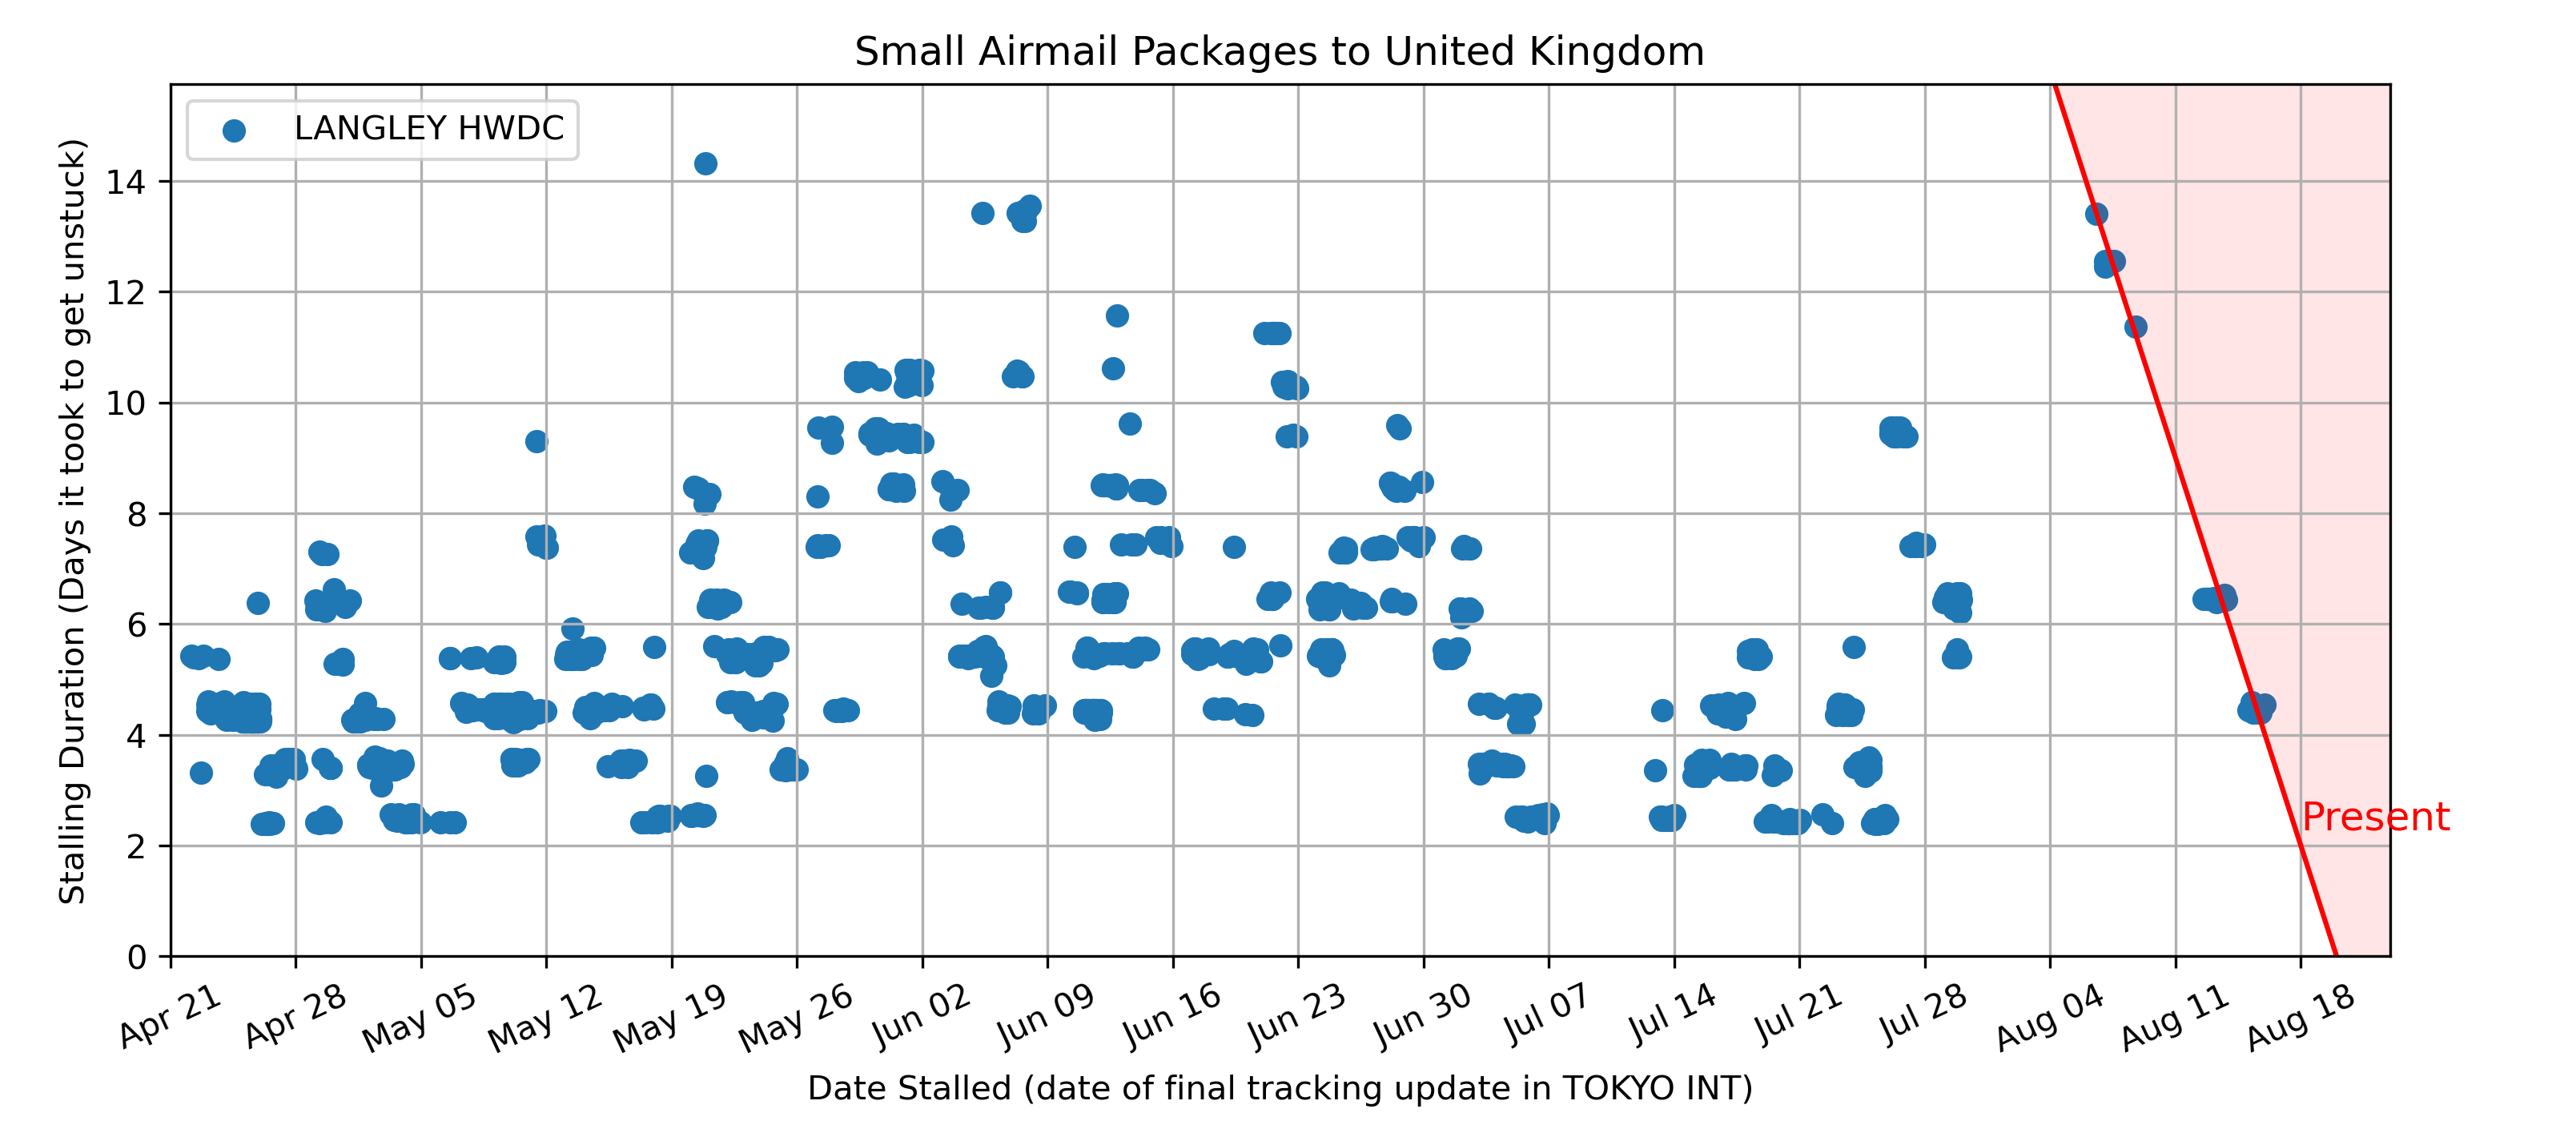 Small Airmail Packages to United Kingdom
LANGLEY HWDC
Stalling Duration (Days it took to get unstuck)
14
12
10
8
6
4
2
0
Present
Apr 21
Apr 28
May 05
May 12
May 19
May 26
Jun 02
Jun 09
Jun 16
Jun 23
Jun 30
Jul 07
Jul 14
Jul 21
Jul 28
Aug 04
Aug 11
Aug 18
Date Stalled (date of final tracking update in TOKYO INT)